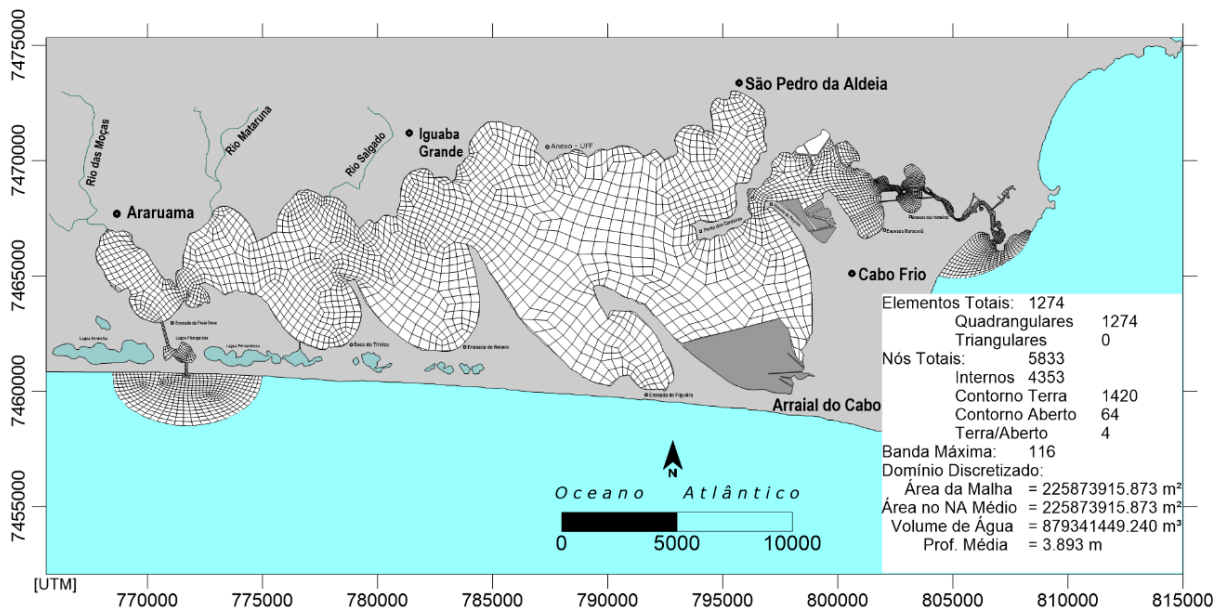 7475000
7470000
7465000
7460000
7455000
Rio das Moças
Rio Mataruna
Rio Salgado
Araruama
Iguaba
Grande
Anexo - UFF
São Pedro da Aldeia
Cabo Frio
Arraial do Cabo
Enseada do Figueira
Oceano Atlântico
N
0 5000 10000
Elementos Totais: 1274
Quadrangulares 1274
Triangulares 0
Nós Totais: 5833
Internos 4353
Contorno Terra 1420
Contorno Aberto 64
Terra/Aberto 4
Banda Máxima: 116
Domínio Discretizado:
Área da Malha = 225873915.873 m²
Área no NA Médio = 225873915.873 m²
Volume de Água = 879341449.240 m³
Prof. Média = 3.893 m
[UTM]
770000 775000 780000 785000 790000 795000 800000 805000 810000 815000